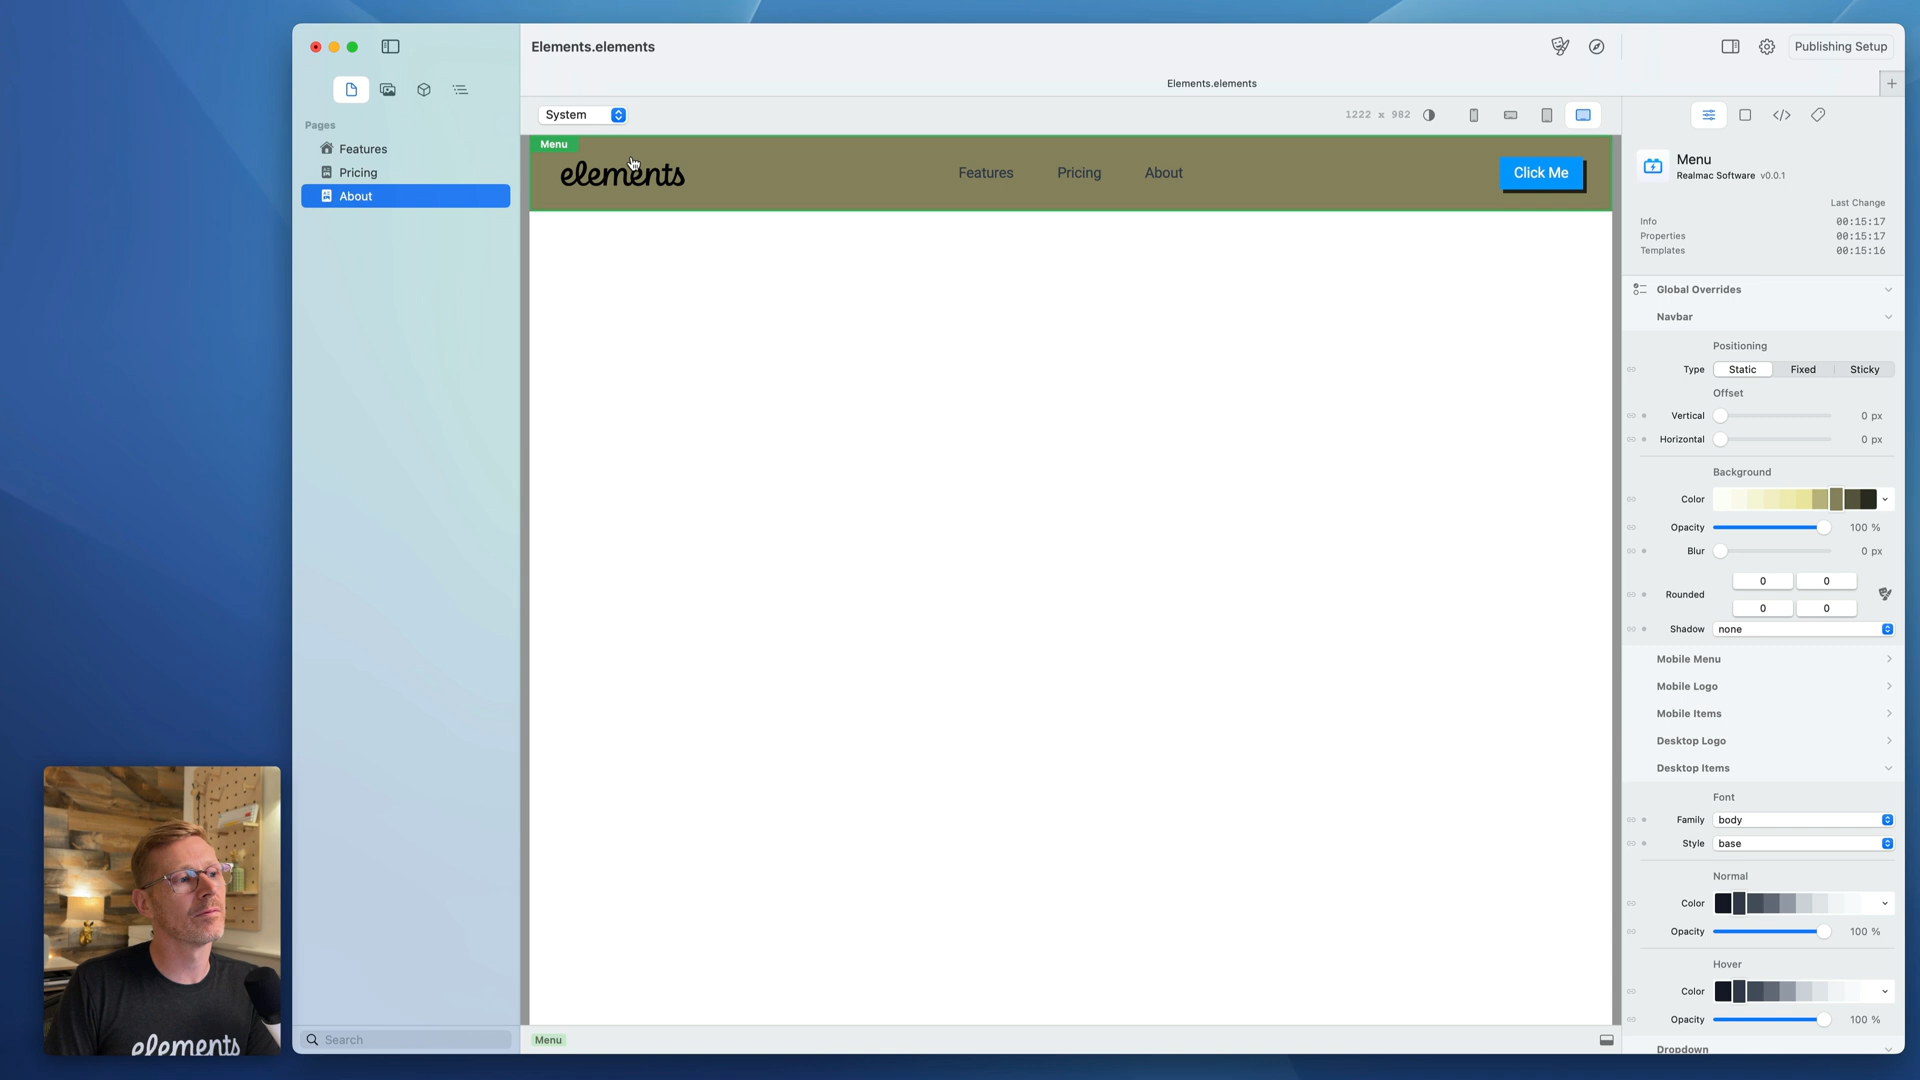 Elements.elements
Publishing Setup
Elements.elements
System
1222 x 982
Pages
Features
Pricing
About
Menu
elements
Features
Pricing
About
Click Me
Menu
Realmac Software v0.0.1
Last Change
Info 00:15:17
Properties 00:15:17
Templates 00:15:16
Global Overrides
Navbar
Positioning
Type Static Fixed Sticky
Offset
Vertical 0 px
Horizontal 0 px
Background
Color
Opacity 100 %
Blur 0 px
0 0
Rounded
0 0
Shadow none
Mobile Menu
Mobile Logo
Mobile Items
Desktop Logo
Desktop Items
Font
Family body
Style base
Normal
Color
Opacity 100 %
Hover
Color
Opacity 100 %
Dropdown
Search
Menu
elements